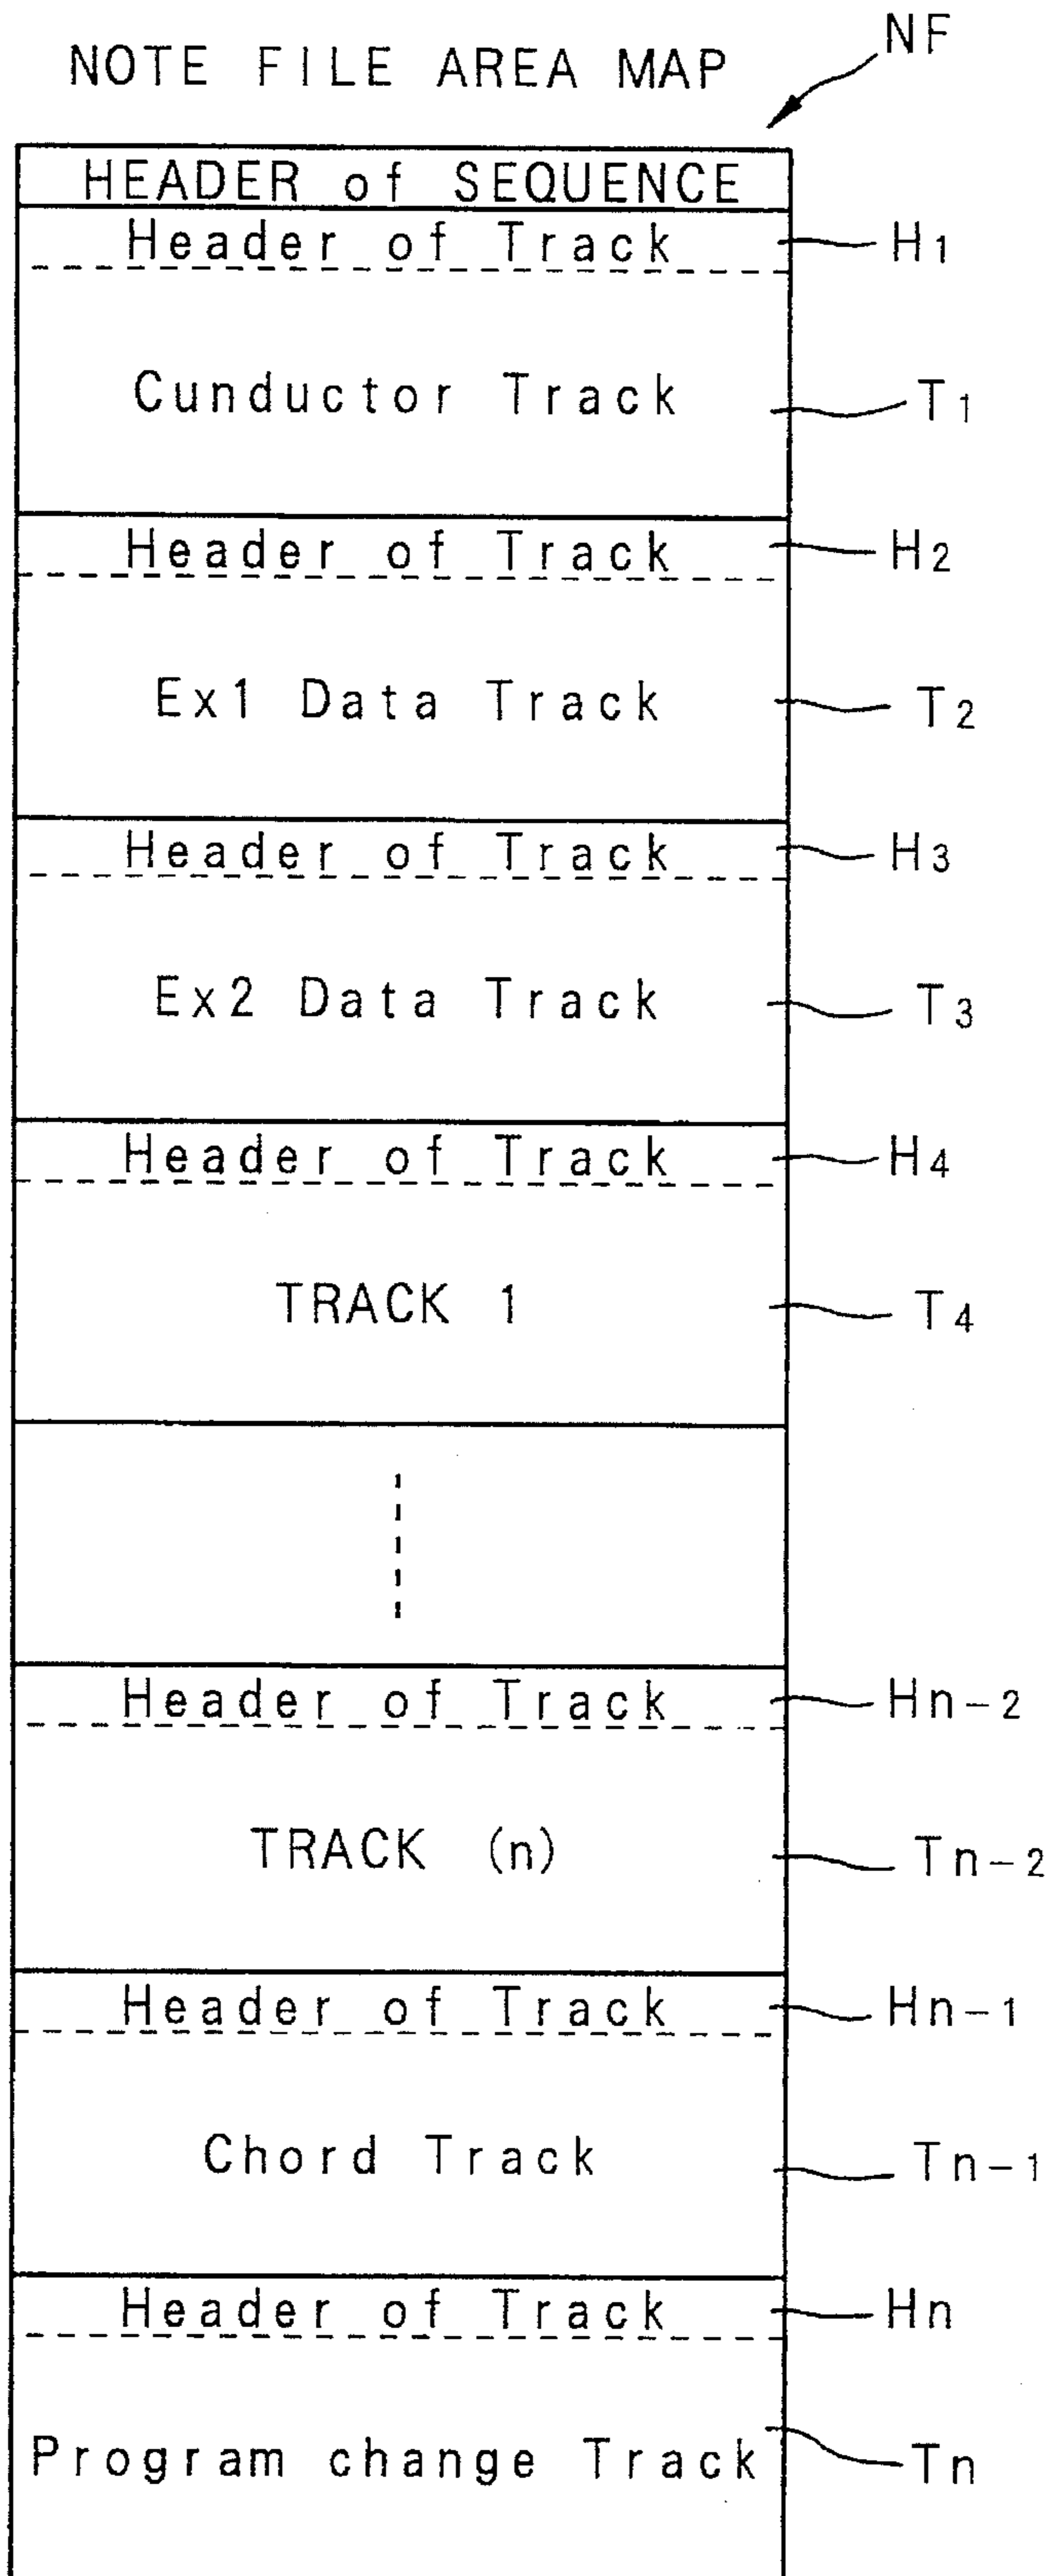 NF
NOTE FILE AREA MAP
HEADER of SEQUENCE
Header of Track H1
Cunductor Track T1
Header of Track H2
Ex1 Data Track T2
Header of Track H3
Ex2 Data Track T3
Header of Track H4
TRACK 1 T4
Header of Track Hn-2
TRACK (n) Tn-2
Header of Track Hn-1
Chord Track Tn-1
Header of Track Hn
Program change Track Tn